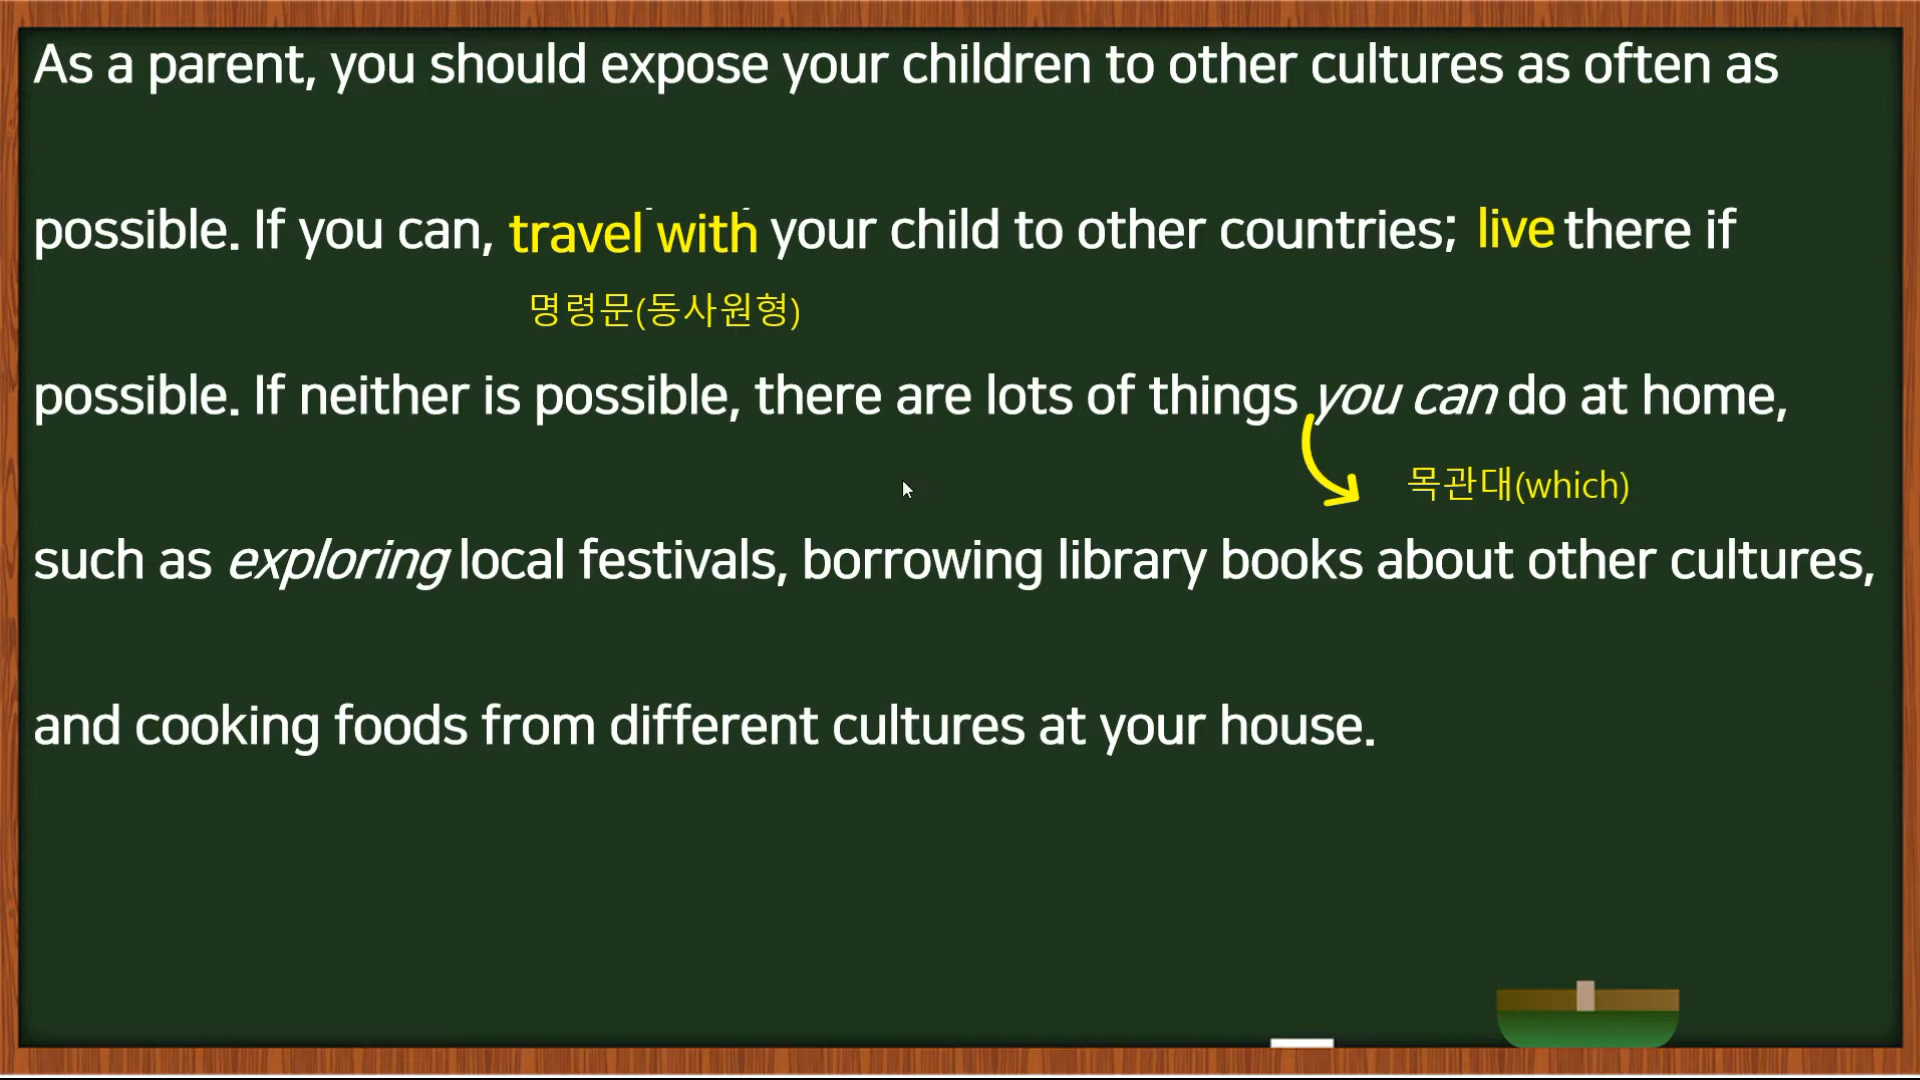 As a parent, you should expose your children to other cultures as often as
possible. If you can, travel with your child to other countries; live there if
명령문(동사원형)
possible. If neither is possible, there are lots of things you can do at home,
목관대(which)
such as exploring local festivals, borrowing library books about other cultures,
and cooking foods from different cultures at your house.